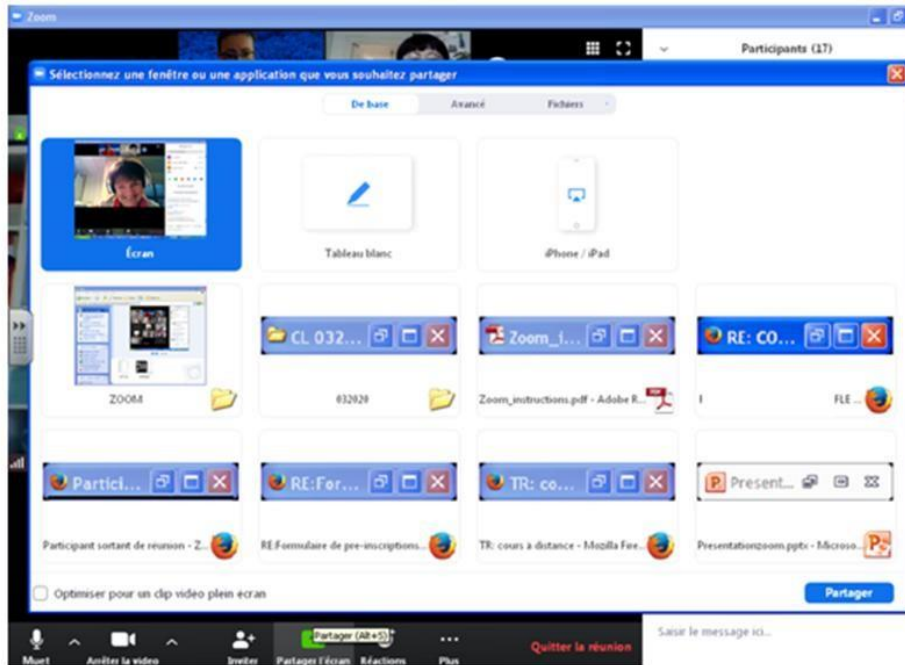 Zoom
Participants (17)
Sélectionnez une fenêtre ou une application que vous souhaitez partager
De base Avancé Fichiers
Écran
Tableau blanc
iPhone / iPad
CL 032...
Zoom_i...
RE: CO...
ZOOM
032020
Zoom_instructions.pdf - Adobe R...
FLE ...
Partici...
RE:For...
TR: co...
Present...
Participant sortant de réunion - Z...
RE:Formulaire de pre-inscriptions...
TR: cours à distance - Mozilla Fire...
Presentationzoom.pptx - Microso...
Optimiser pour un clip video plein ecran
Partager
Partager (Alt+S)
Saisir le message ici...
Muet
Arrêter la video
Inviter
Partager l'écran
Réactions
Plus
Quitter la réunion